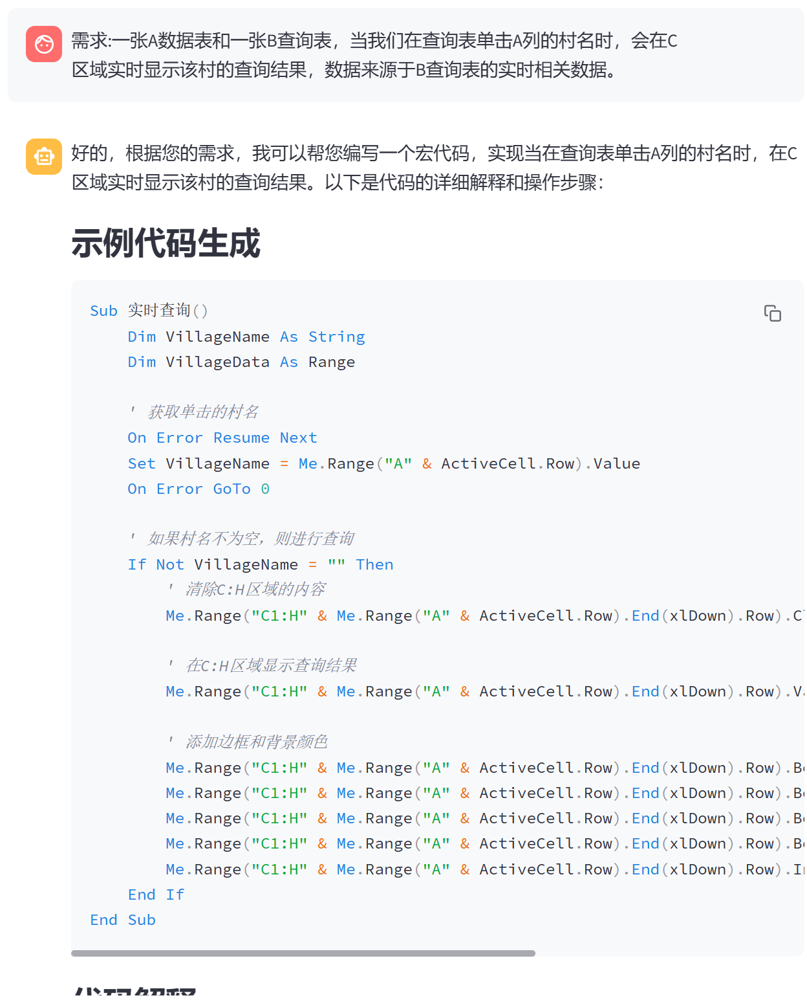 需求:一张A数据表和一张B查询表，当我们在查询表单击A列的村名时，会在C
区域实时显示该村的查询结果，数据来源于B查询表的实时相关数据。
好的，根据您的需求，我可以帮您编写一个宏代码，实现当在查询表单击A列的村名时，在C
区域实时显示该村的查询结果。以下是代码的详细解释和操作步骤：
示例代码生成
Sub 实时查询()
    Dim VillageName As String
    Dim VillageData As Range
    ' 获取单击的村名
    On Error Resume Next
    Set VillageName = Me.Range("A" & ActiveCell.Row).Value
    On Error GoTo 0
    ' 如果村名不为空，则进行查询
    If Not VillageName = "" Then
        ' 清除C:H区域的内容
        Me.Range("C1:H" & Me.Range("A" & ActiveCell.Row).End(xlDown).Row).C
        ' 在C:H区域显示查询结果
        Me.Range("C1:H" & Me.Range("A" & ActiveCell.Row).End(xlDown).Row).Va
        ' 添加边框和背景颜色
        Me.Range("C1:H" & Me.Range("A" & ActiveCell.Row).End(xlDown).Row).Bo
        Me.Range("C1:H" & Me.Range("A" & ActiveCell.Row).End(xlDown).Row).Bo
        Me.Range("C1:H" & Me.Range("A" & ActiveCell.Row).End(xlDown).Row).Bo
        Me.Range("C1:H" & Me.Range("A" & ActiveCell.Row).End(xlDown).Row).Bo
        Me.Range("C1:H" & Me.Range("A" & ActiveCell.Row).End(xlDown).Row).In
    End If
End Sub
代码解释